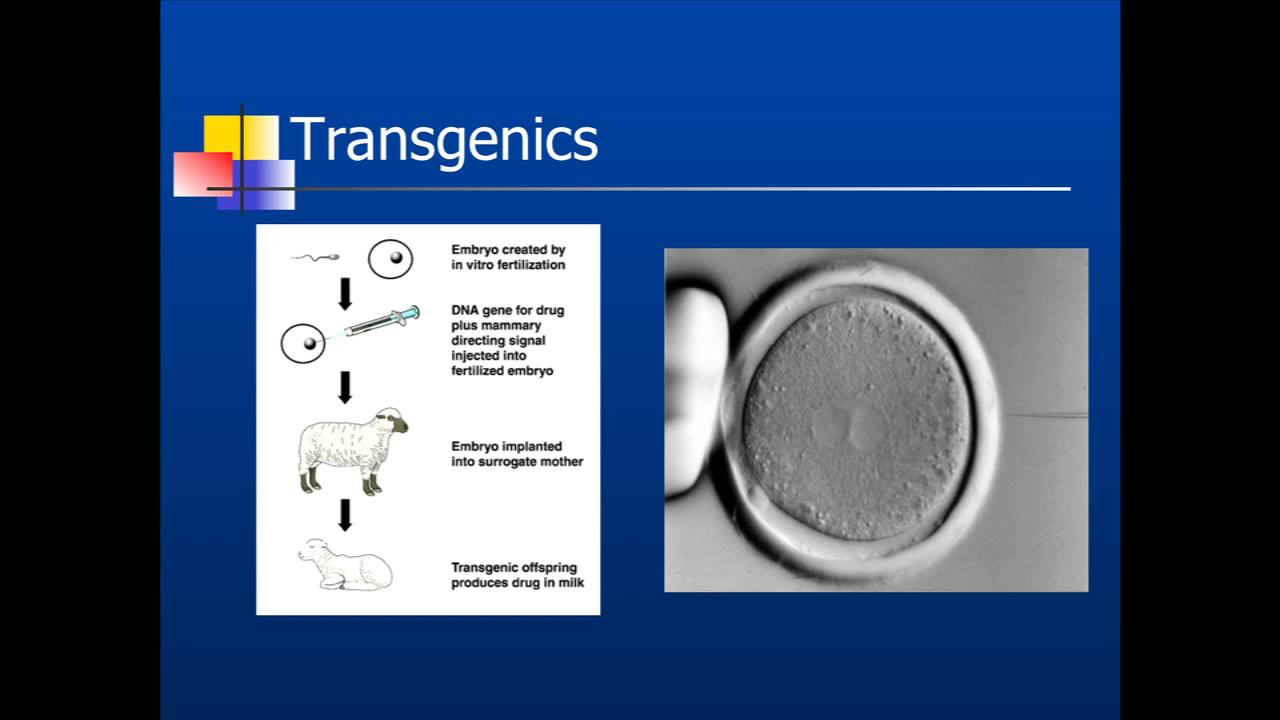 Transgenics
Embryo created by
in vitro fertilization
DNA gene for drug
plus mammary
directing signal
injected into
fertilized embryo
Embryo implanted
into surrogate mother
Transgenic offspring
produces drug in milk